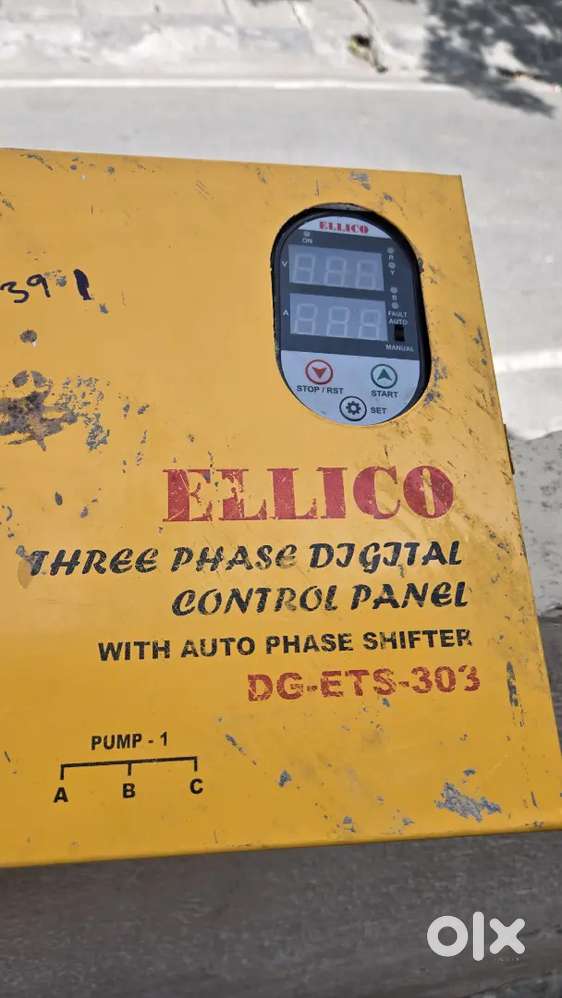 ELLICO
ON
R
V
Y
B
FAULT
A
AUTO
MANUAL
STOP / RST
START
SET
391
ELLICO
THREE PHASE DIGITAL
CONTROL PANEL
WITH AUTO PHASE SHIFTER
DG-ETS-303
PUMP - 1
A B C
olx